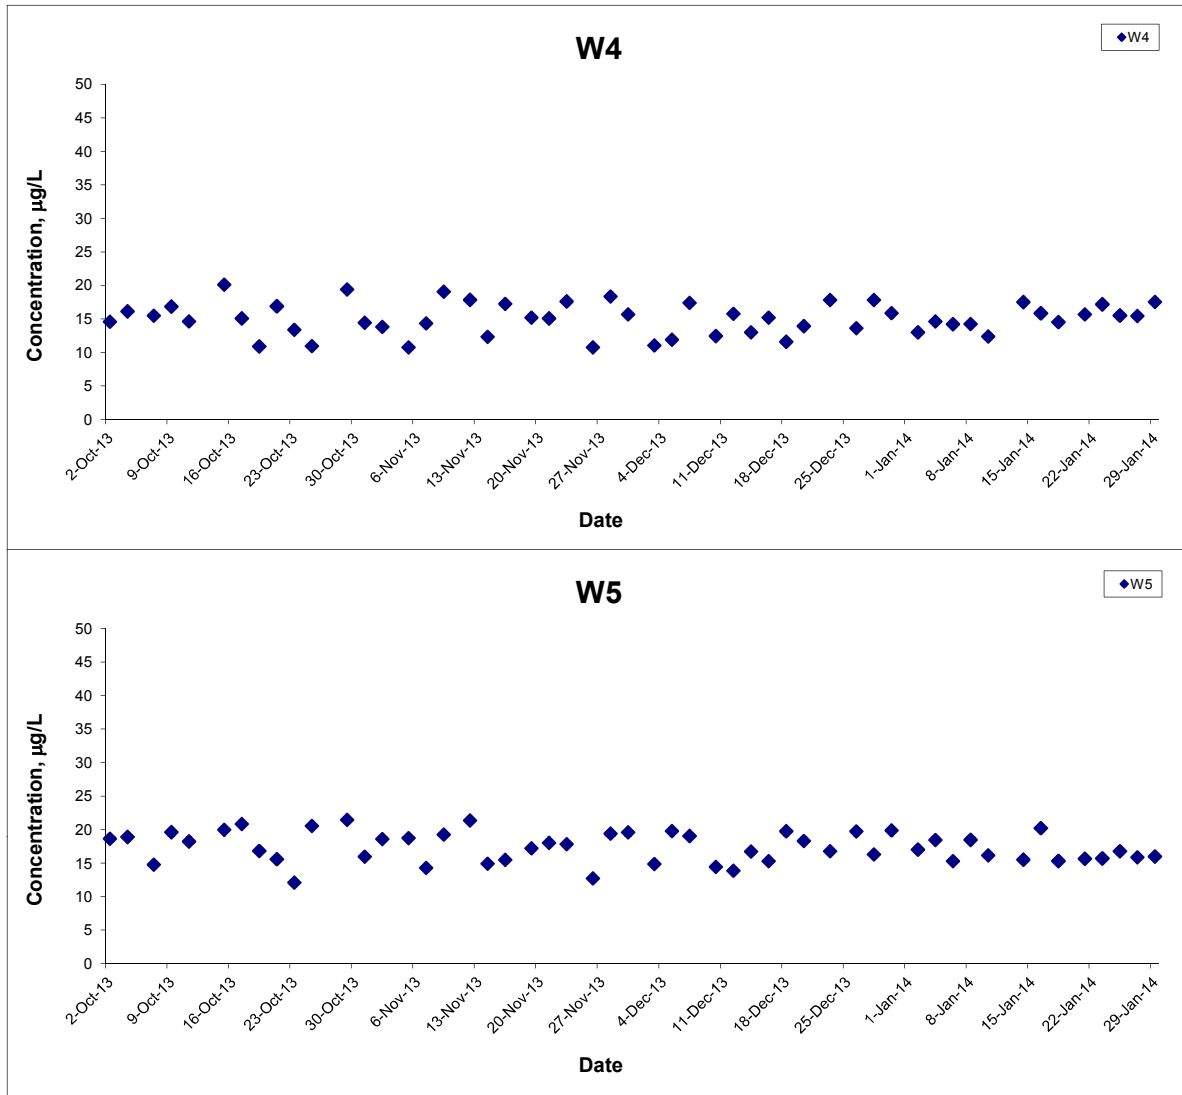 W4
W4
50
45
40
35
30
25
20
15
10
5
0
Concentration, µg/L
2-Oct-13
9-Oct-13
16-Oct-13
23-Oct-13
30-Oct-13
6-Nov-13
13-Nov-13
20-Nov-13
27-Nov-13
4-Dec-13
11-Dec-13
18-Dec-13
25-Dec-13
1-Jan-14
8-Jan-14
15-Jan-14
22-Jan-14
29-Jan-14
Date
W5
W5
50
45
40
35
30
25
20
15
10
5
0
Concentration, µg/L
2-Oct-13
9-Oct-13
16-Oct-13
23-Oct-13
30-Oct-13
6-Nov-13
13-Nov-13
20-Nov-13
27-Nov-13
4-Dec-13
11-Dec-13
18-Dec-13
25-Dec-13
1-Jan-14
8-Jan-14
15-Jan-14
22-Jan-14
29-Jan-14
Date